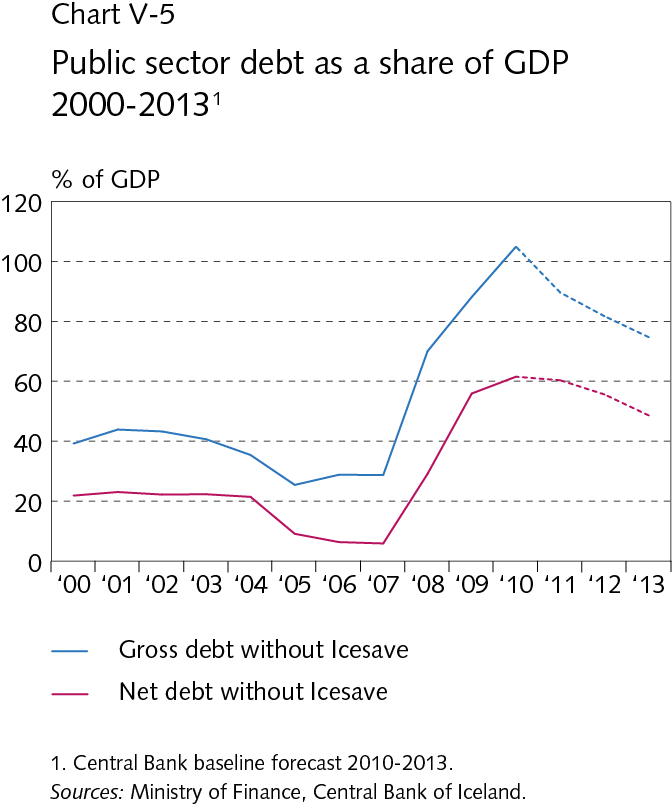 Chart V-5
Public sector debt as a share of GDP
2000-2013¹
% of GDP
120
100
80
60
40
20
0
‘00 ‘01 ‘02 ‘03 ‘04 ‘05 ‘06 ‘07 ‘08 ‘09 ‘10 ‘11 ‘12 ‘13
Gross debt without Icesave
Net debt without Icesave
1. Central Bank baseline forecast 2010-2013.
Sources: Ministry of Finance, Central Bank of Iceland.